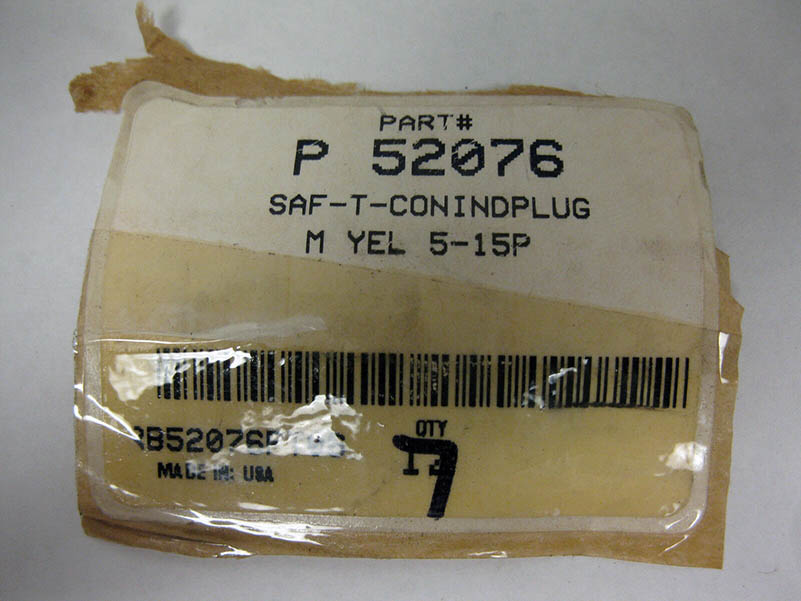 PART#
P 52076
SAF-T-CONINDPLUG
M YEL 5-15P
QTY
7
MADE IN: USA